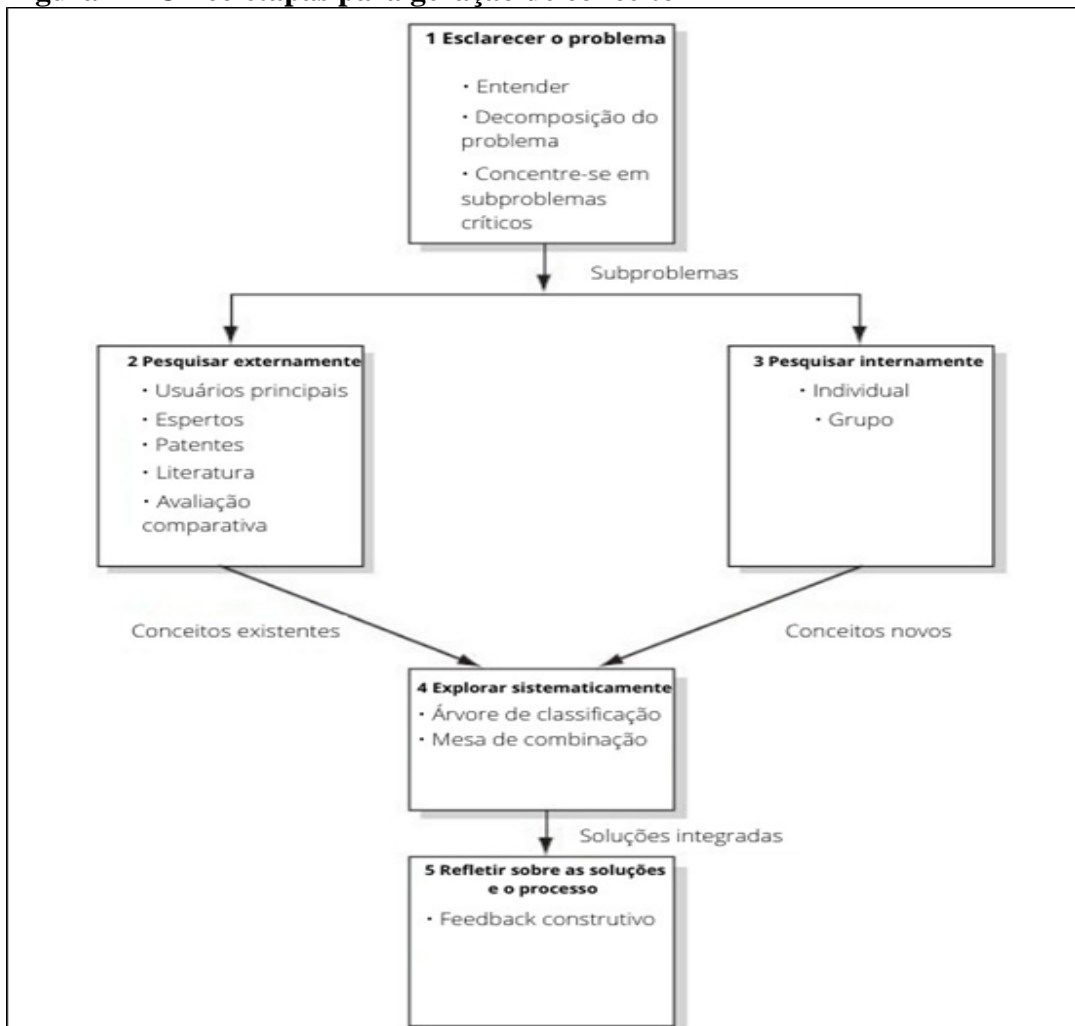 1 Esclarecer o problema
• Entender
• Decomposição do
problema
• Concentre-se em
subproblemas
críticos
Subproblemas
2 Pesquisar externamente
• Usuários principais
• Espertos
• Patentes
• Literatura
• Avaliação
comparativa
3 Pesquisar internamente
• Individual
• Grupo
Conceitos existentes
Conceitos novos
4 Explorar sistematicamente
• Árvore de classificação
• Mesa de combinação
Soluções integradas
5 Refletir sobre as soluções
e o processo
• Feedback construtivo